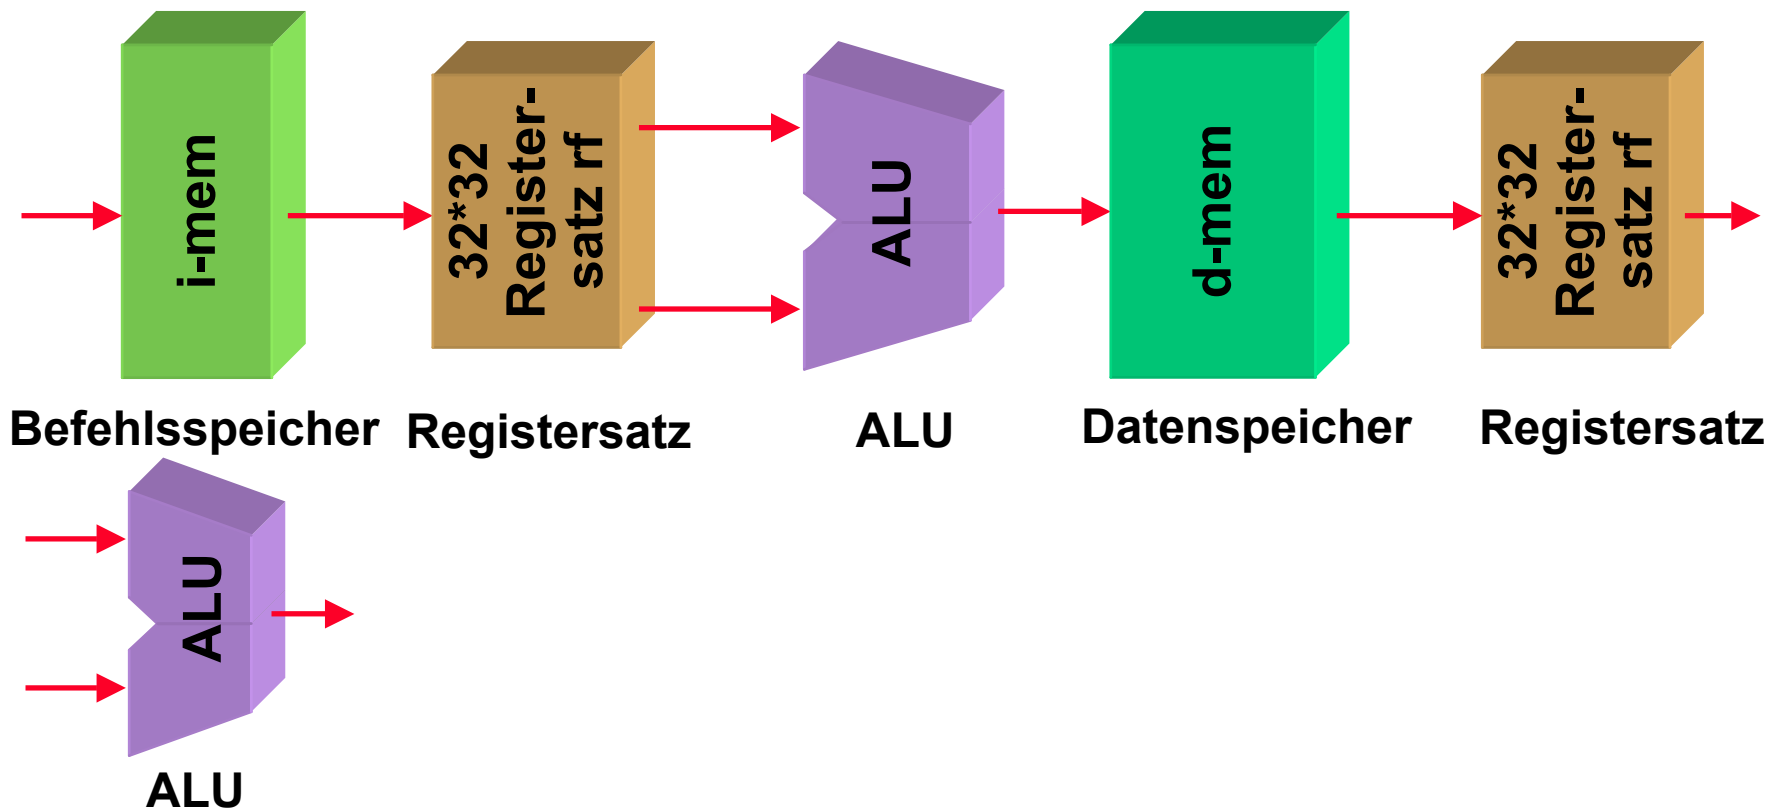 i-mem
32*32
Register-
satz rf
ALU
d-mem
32*32
Register-
satz rf
Befehlsspeicher
Registersatz
ALU
Datenspeicher
Registersatz
ALU
ALU